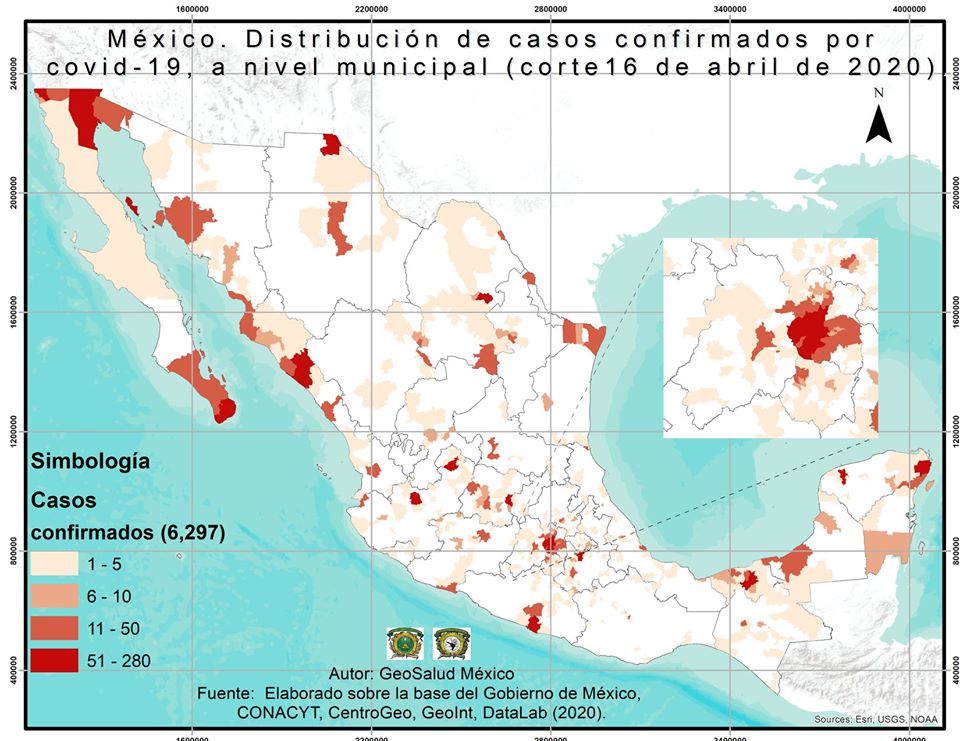 1600000 2200000 2800000 3400000 4000000
México. Distribución de casos confirmados por
covid-19, a nivel municipal (corte16 de abril de 2020)
N
2400000 2400000
2000000 2000000
1600000 1600000
1200000 1200000
800000 800000
400000 400000
Simbología
Casos
confirmados (6,297)
1 - 5
6 - 10
11 - 50
51 - 280
Autor: GeoSalud México
Fuente: Elaborado sobre la base del Gobierno de México,
CONACYT, CentroGeo, GeoInt, DataLab (2020).
Sources: Esri, USGS, NOAA
1600000 2200000 2800000 3400000 4000000